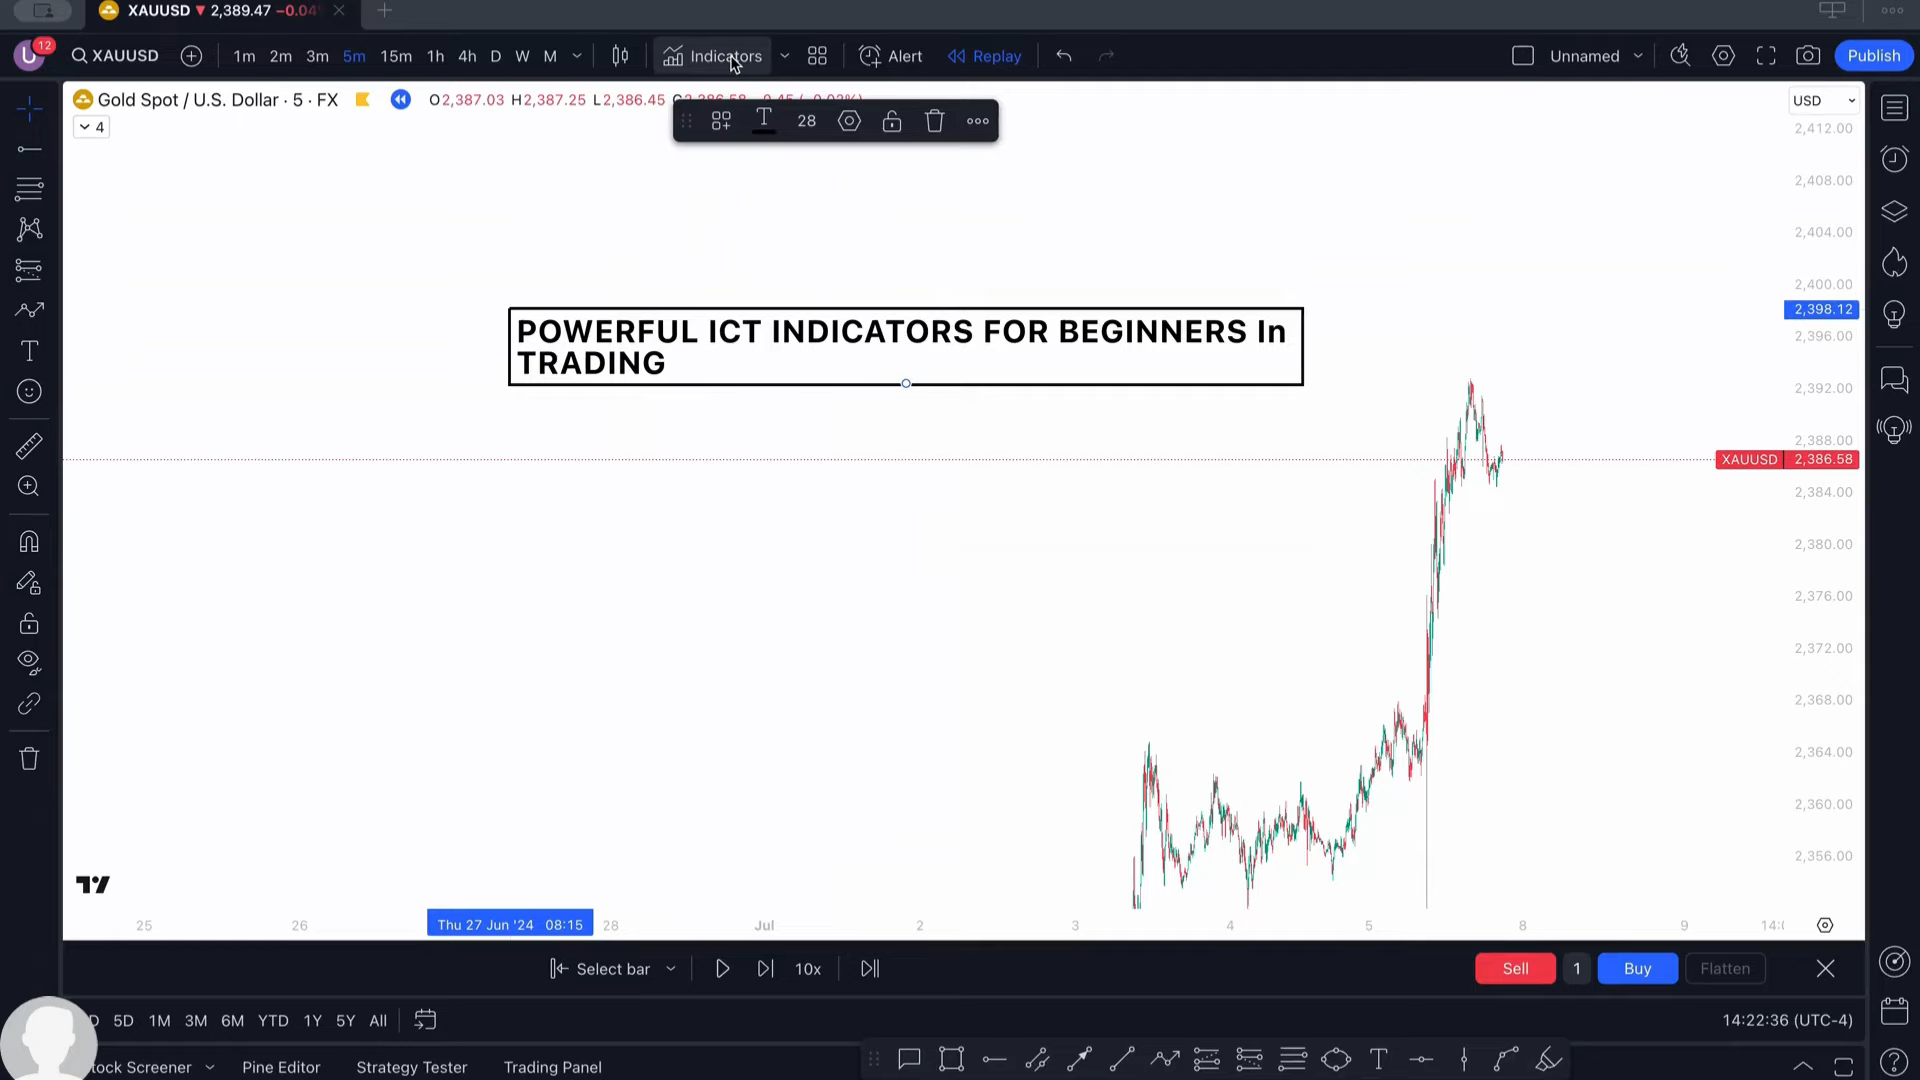 XAUUSD ▼ 2,389.47 −0.04
U 12 XAUUSD 1m 2m 3m 5m 15m 1h 4h D W M Indicators Alert Replay Unnamed Publish
Gold Spot / U.S. Dollar · 5 · FX O2,387.03 H2,387.25 L2,386.45 USD
4 28
2,412.00
2,408.00
2,404.00
2,400.00
2,398.12
POWERFUL ICT INDICATORS FOR BEGINNERS In
TRADING
2,396.00
2,392.00
2,388.00
XAUUSD 2,386.58
2,384.00
2,380.00
2,376.00
2,372.00
2,368.00
2,364.00
2,360.00
2,356.00
25 26 Thu 27 Jun '24 08:15 28 Jul 2 3 4 5 8 9
Select bar 10x Sell 1 Buy Flatten
5D 1M 3M 6M YTD 1Y 5Y All 14:22:36 (UTC-4)
tock Screener Pine Editor Strategy Tester Trading Panel